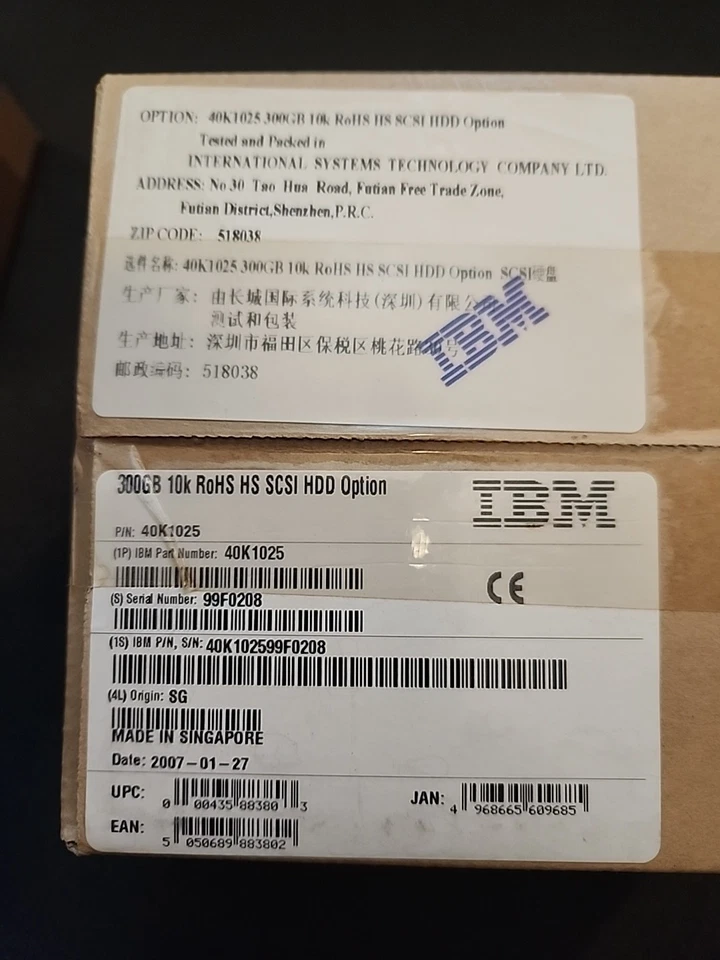 OPTION: 40K1025 300GB 10k RoHS HS SCSI HDD Option
Tested and Packed in
INTERNATIONAL SYSTEMS TECHNOLOGY COMPANY LTD.
ADDRESS: No 30 Tao Hua Road, Futian Free Trade Zone,
Futian District,Shenzhen,P.R.C.
ZIP CODE: 518038
选件名称: 40K1025 300GB 10k RoHS HS SCSI HDD Option SCSI硬盘
生产厂家: 由长城国际系统科技(深圳)有限公
测试和包装
生产地址: 深圳市福田区保税区桃花路30号
邮政编码: 518038
IBM
300GB 10k RoHS HS SCSI HDD Option
IBM
P/N: 40K1025
(1P) IBM Part Number: 40K1025
CE
(S) Serial Number: 99F0208
(1S) IBM P/N, S/N: 40K102599F0208
(4L) Origin: SG
MADE IN SINGAPORE
Date: 2007-01-27
UPC: 0 00435 88380 3
JAN: 4 968665 609685
EAN: 5 050689 883802